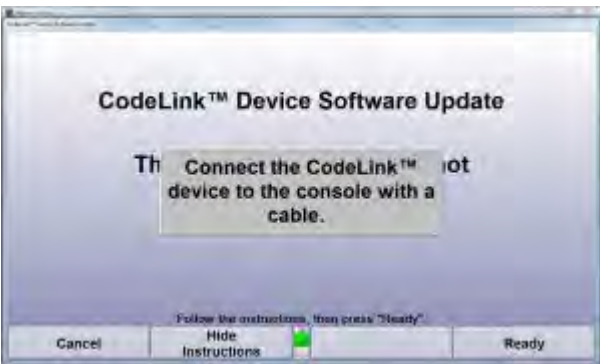 CodeLink™ Device Software Update
Th Connect the CodeLink™ not
device to the console with a
cable.
Follow the instructions, then press "Ready"
Cancel
Hide
Instructions
Ready